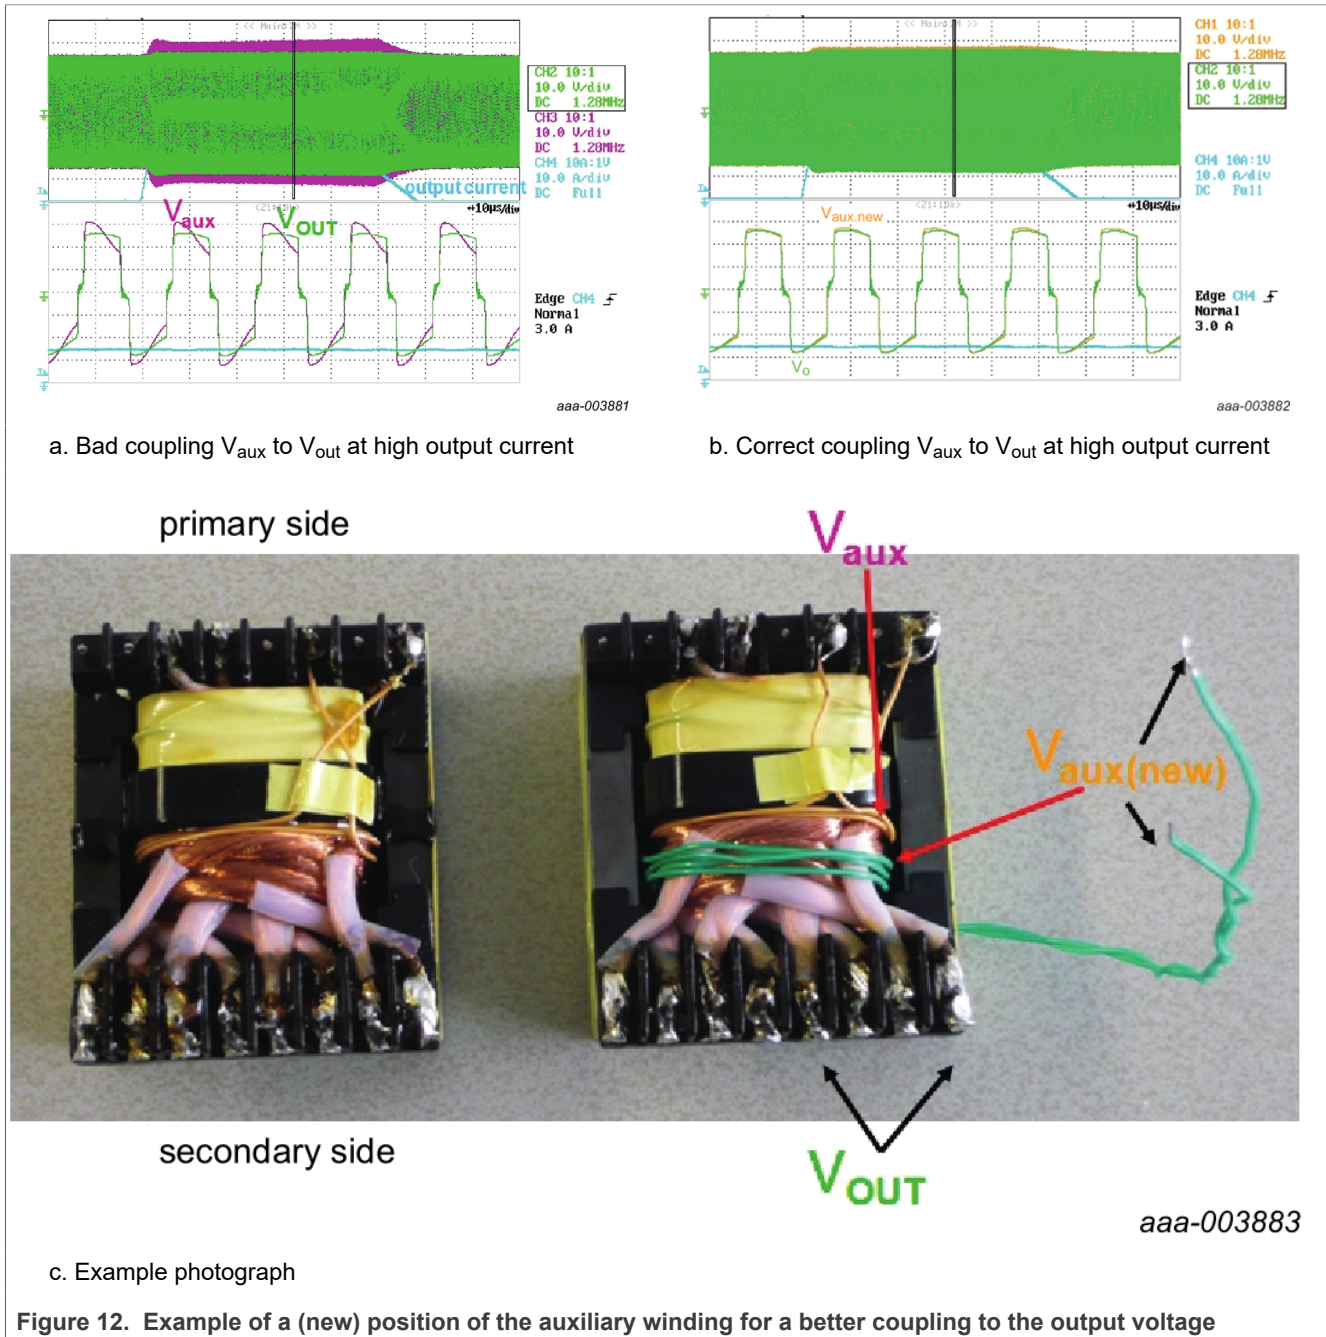 << Main:2M >>
CH2 10:1
10.0 V/div
DC 1.28MHz
CH3 10:1
10.0 V/div
DC 1.28MHz
CH4 10A:1V
10.0 A/div
DC Full
output current
Vaux
VOUT
10µs/div
Edge CH4
Normal
3.0 A
aaa-003881
a. Bad coupling Vaux to Vout at high output current
CH1 10:1
10.0 V/div
DC 1.28MHz
CH2 10:1
10.0 V/div
DC 1.28MHz
CH4 10A:1V
10.0 A/div
DC Full
10µs/div
Vaux.new
Vo
Edge CH4
Normal
3.0 A
aaa-003882
b. Correct coupling Vaux to Vout at high output current
primary side
Vaux
Vaux(new)
secondary side
VOUT
aaa-003883
c. Example photograph
Figure 12. Example of a (new) position of the auxiliary winding for a better coupling to the output voltage